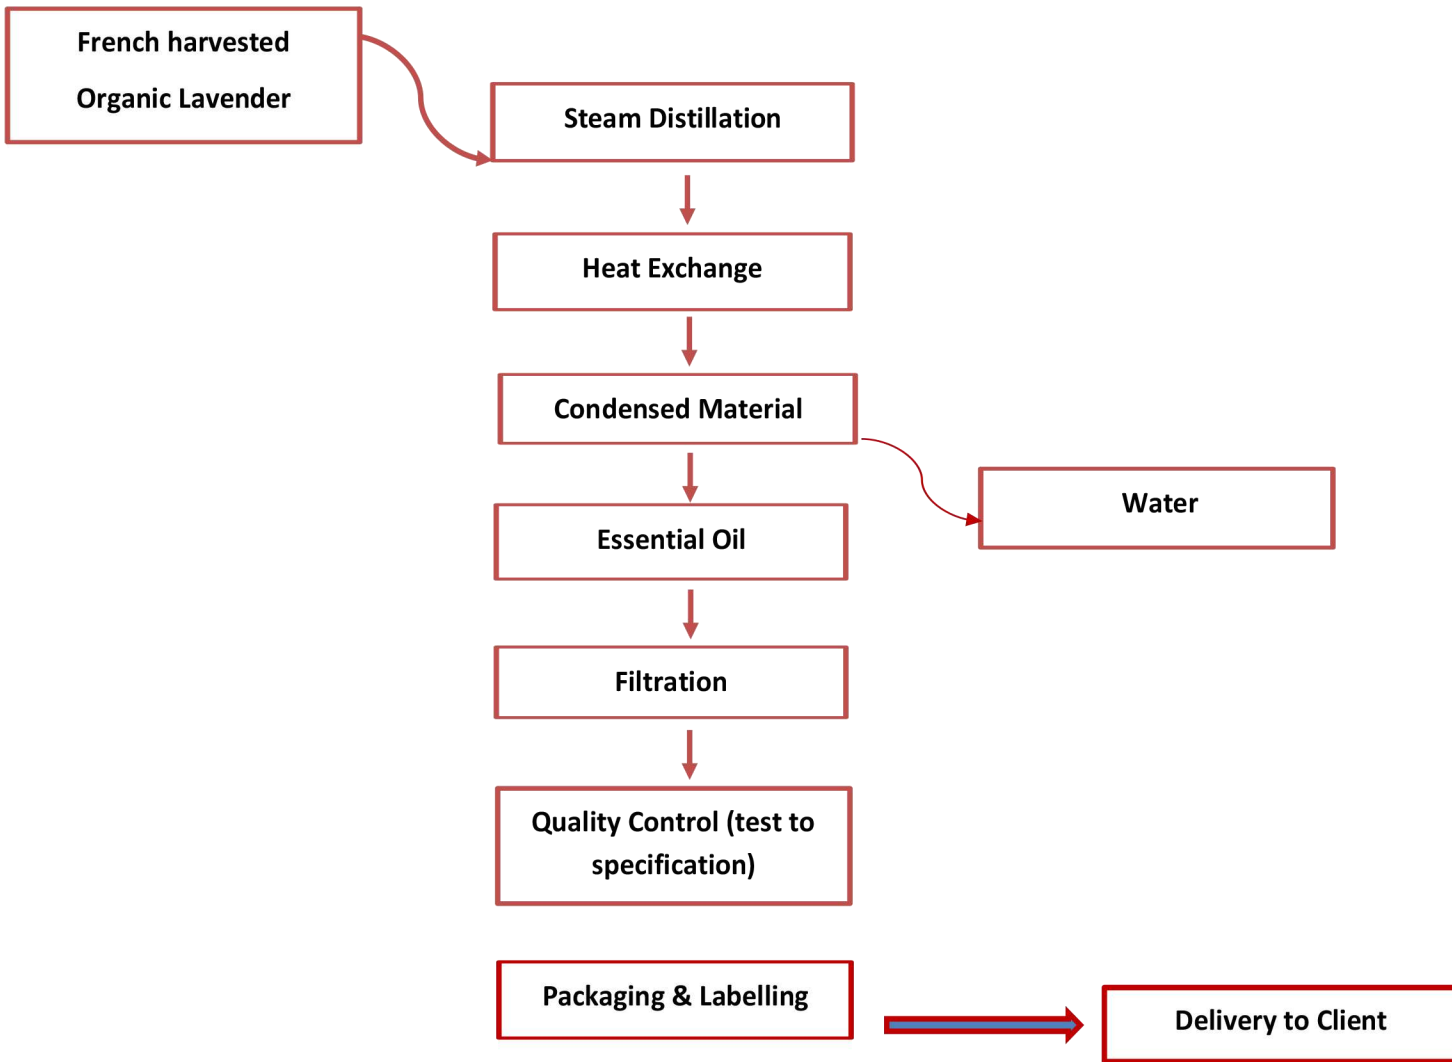 French harvested
Organic Lavender
Steam Distillation
Heat Exchange
Condensed Material
Water
Essential Oil
Filtration
Quality Control (test to
specification)
Packaging & Labelling
Delivery to Client